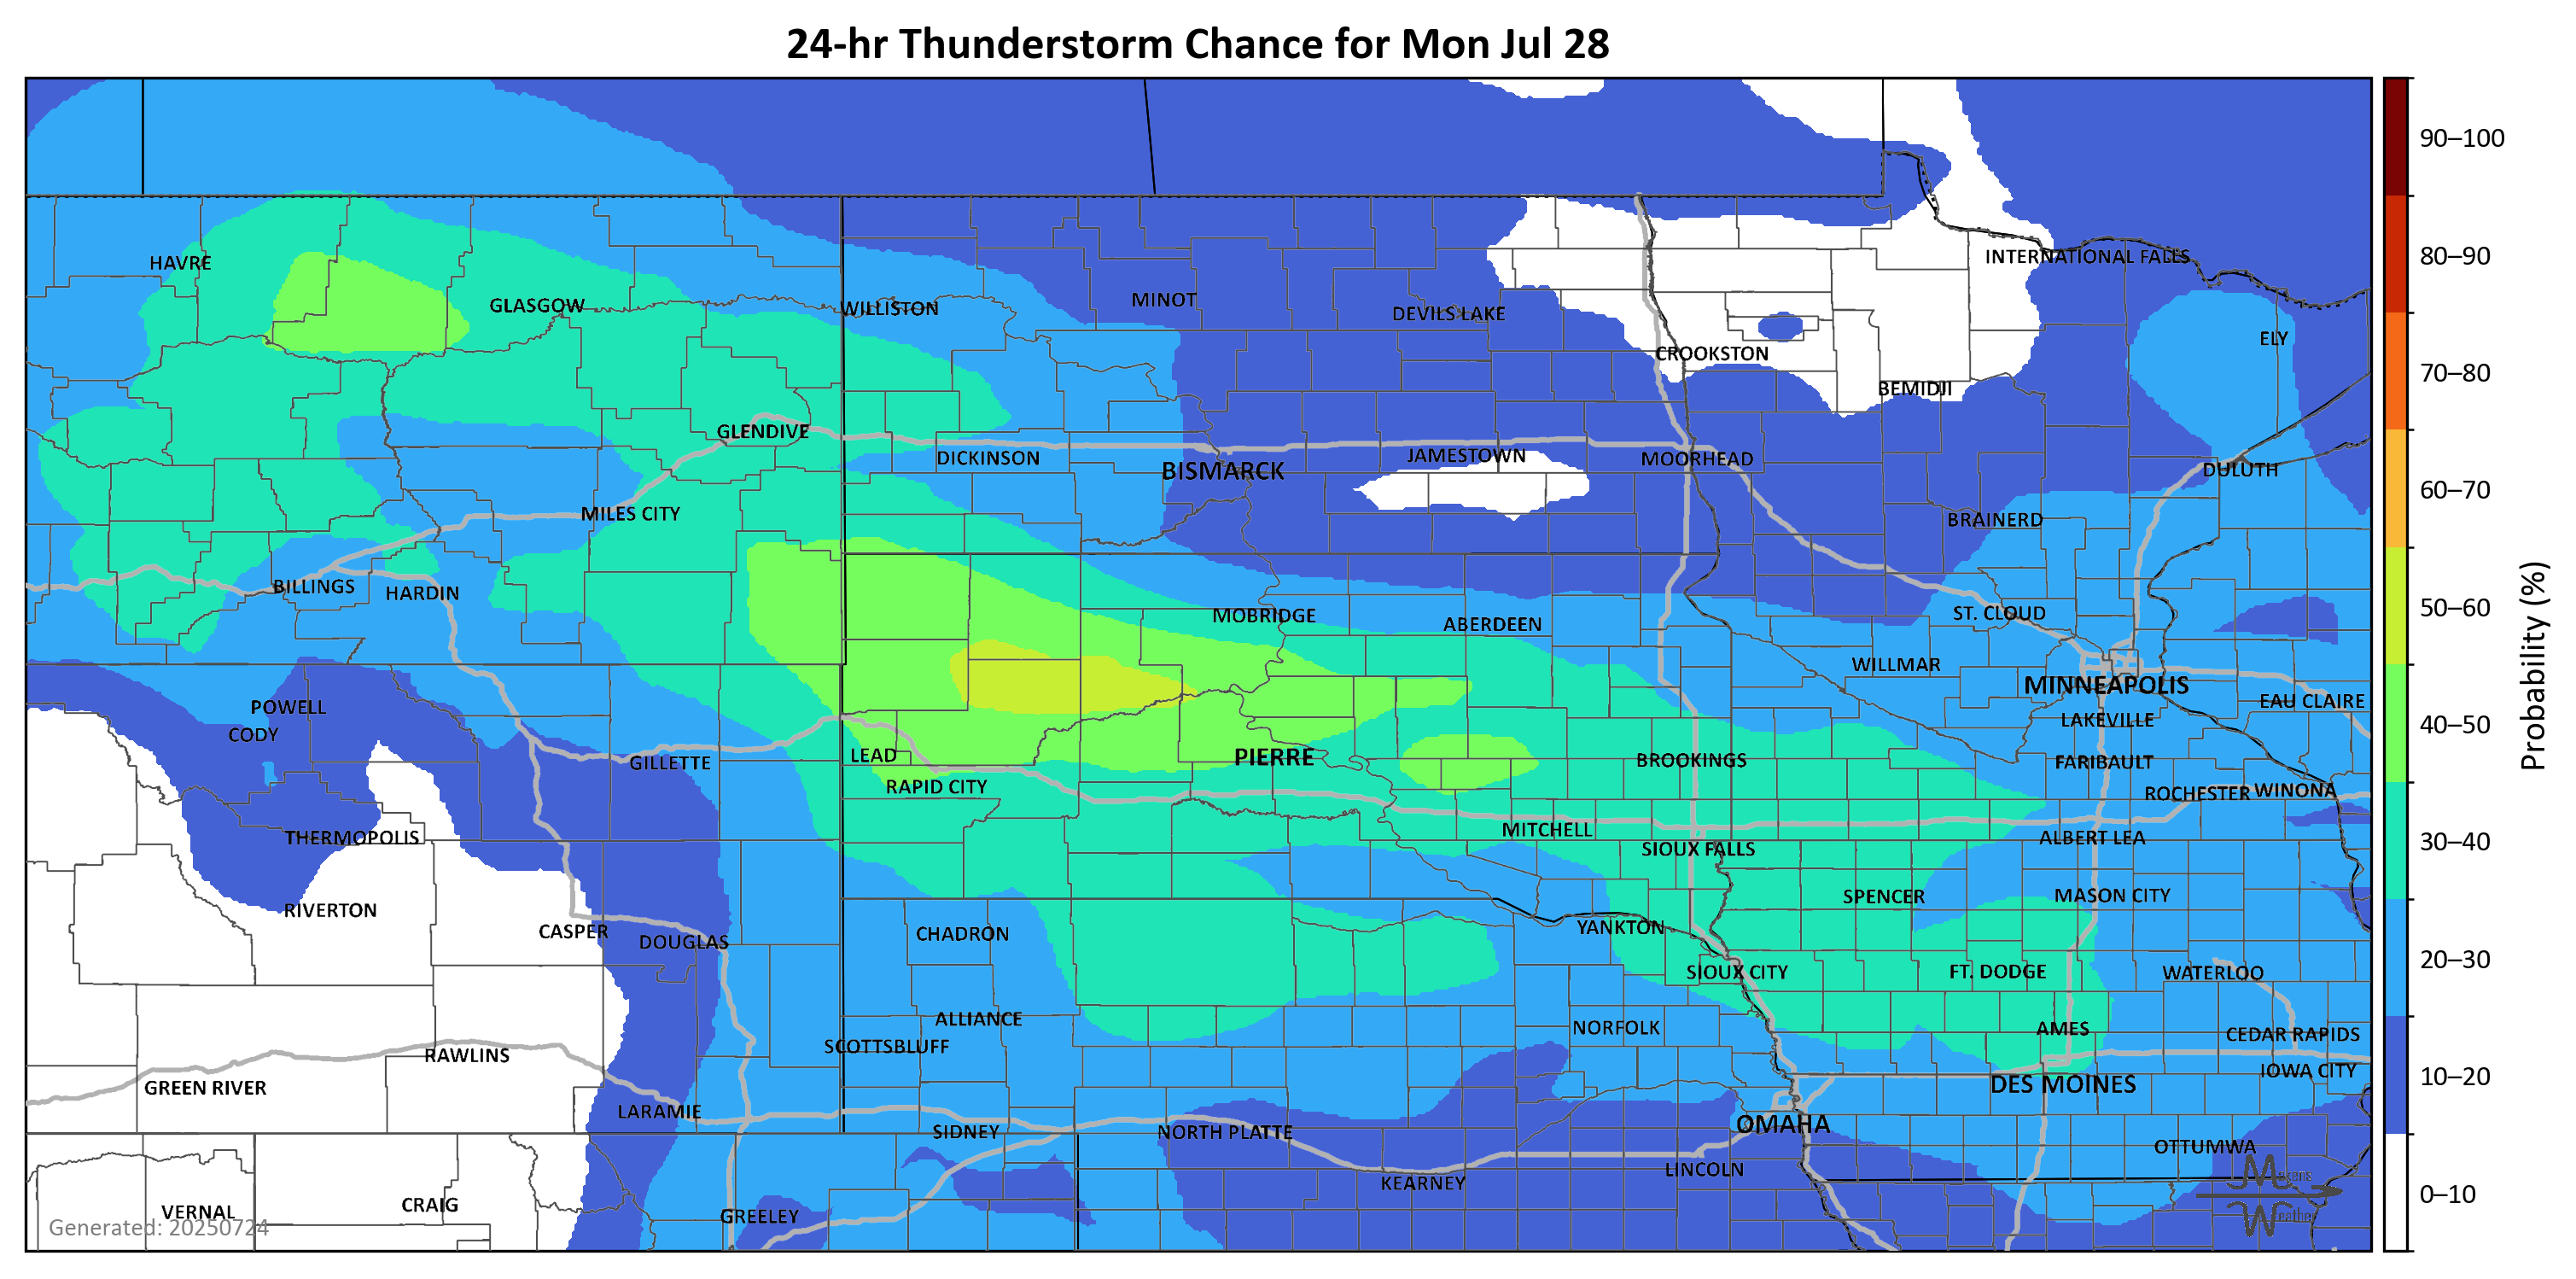 24-hr Thunderstorm Chance for Mon Jul 28
90–100
INTERNATIONAL FALLS
80–90
HAVRE
MINOT
GLASGOW
WILLISTON
DEVILS LAKE
ELY
CROOKSTON
70–80
BEMIDJI
GLENDIVE
DICKINSON
JAMESTOWN
MOORHEAD
BISMARCK
DULUTH
60–70
MILES CITY
BRAINERD
BILLINGS
HARDIN
50–60
MOBRIDGE
ABERDEEN
ST. CLOUD
WILLMAR
Probability (%)
MINNEAPOLIS
EAU CLAIRE
POWELL
LAKEVILLE
40–50
CODY
LEAD
PIERRE
BROOKINGS
GILLETTE
FARIBAULT
RAPID CITY
ROCHESTER
WINONA
MITCHELL
THERMOPOLIS
ALBERT LEA
30–40
SIOUX FALLS
SPENCER
MASON CITY
RIVERTON
CASPER
CHADRON
YANKTON
DOUGLAS
20–30
SIOUX CITY
FT. DODGE
WATERLOO
ALLIANCE
NORFOLK
AMES
CEDAR RAPIDS
SCOTTSBLUFF
RAWLINS
IOWA CITY
10–20
GREEN RIVER
DES MOINES
LARAMIE
SIDNEY
NORTH PLATTE
OMAHA
OTTUMWA
LINCOLN
KEARNEY
Makens
0–10
VERNAL
CRAIG
GREELEY
Weather
Generated: 20250724